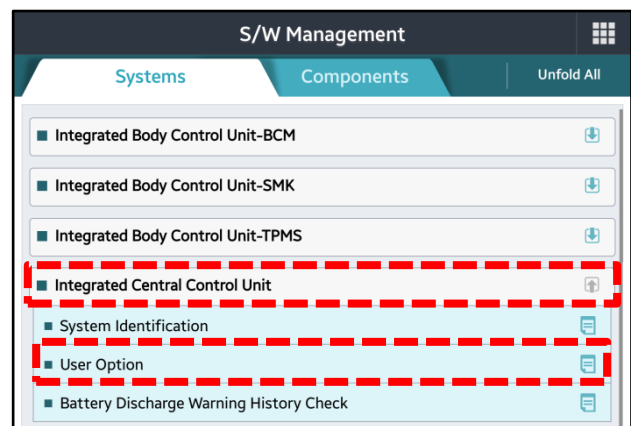 S/W Management
Systems
Components
Unfold All
Integrated Body Control Unit-BCM
Integrated Body Control Unit-SMK
Integrated Body Control Unit-TPMS
Integrated Central Control Unit
System Identification
User Option
Battery Discharge Warning History Check